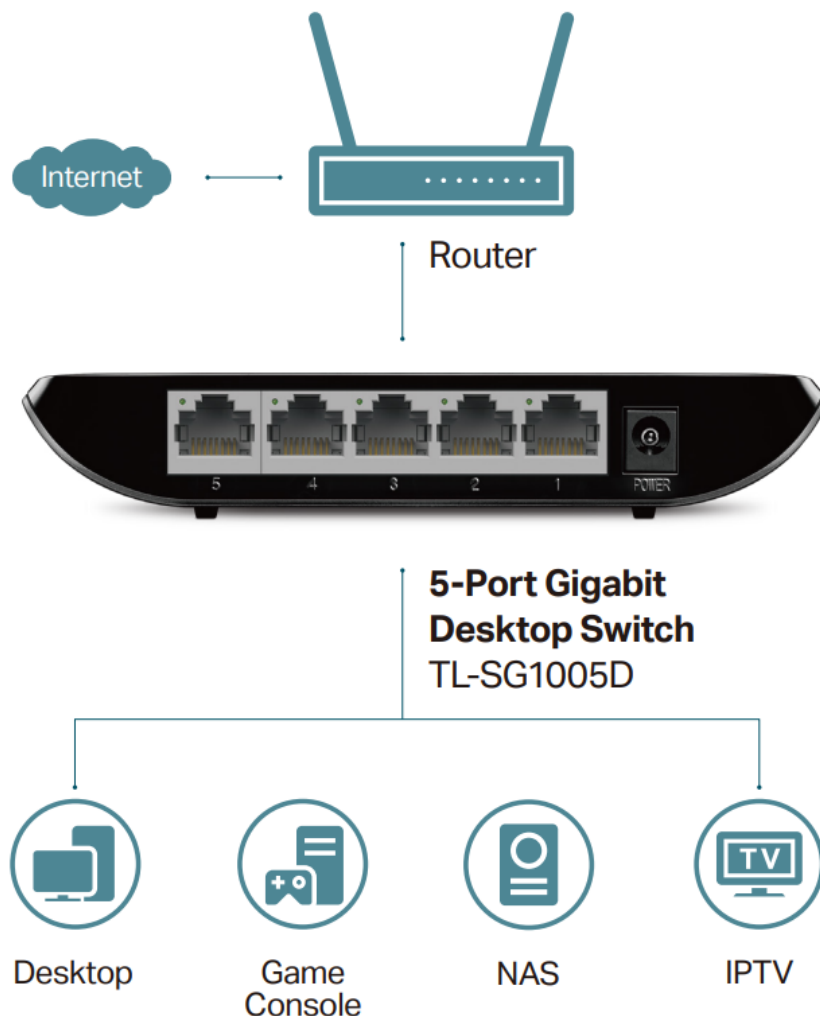 Internet
Router
5 4 3 2 1 POWER
5-Port Gigabit
Desktop Switch
TL-SG1005D
TV
Desktop Game NAS IPTV
Console